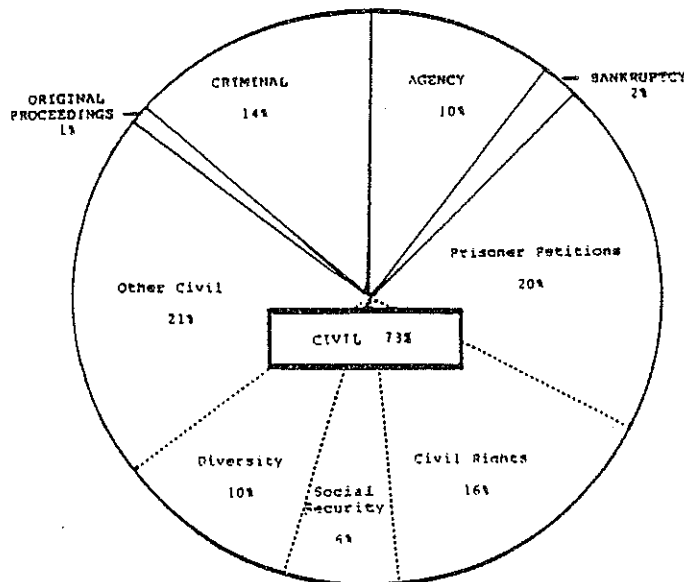 CRIMINAL
14%
AGENCY
10%
BANKRUPTCY
2%
ORIGINAL
PROCEEDINGS
1%
Prisoner Petitions
20%
Other Civil
21%
CIVIL 73%
Diversity
10%
Social
Security
6%
Civil Rights
16%